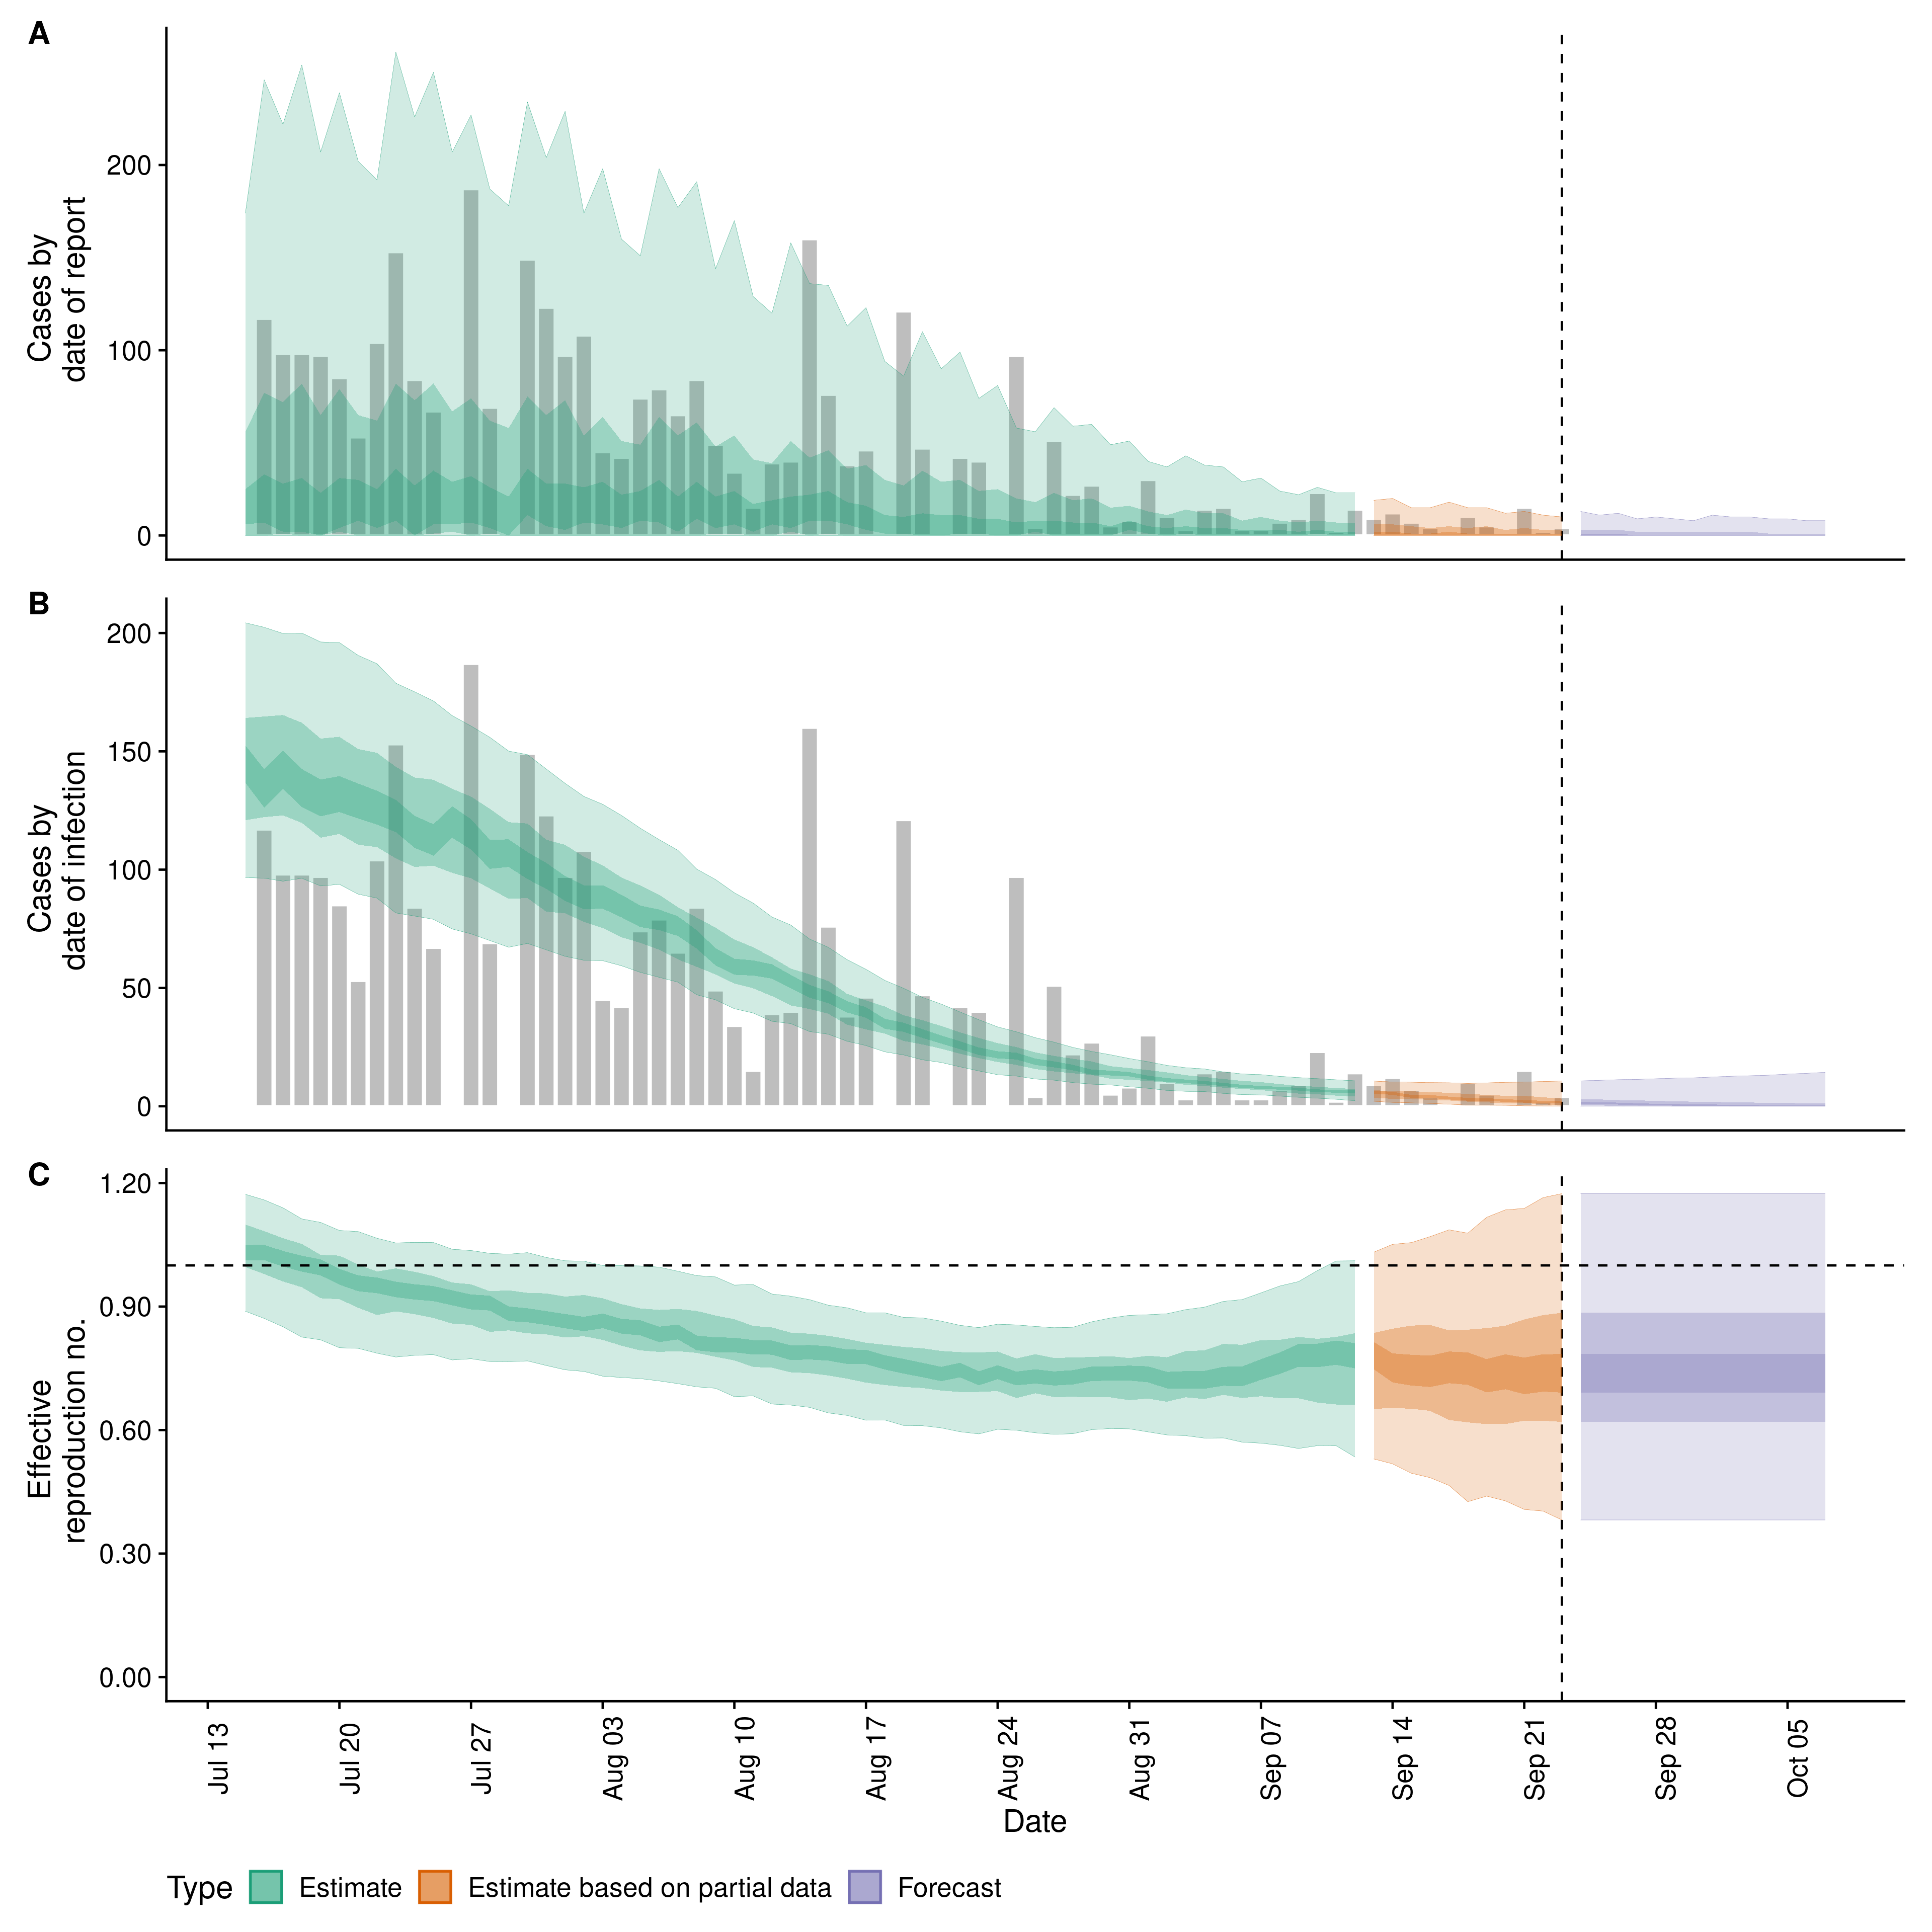 A
Cases by
date of report
200
100
0
B
Cases by
date of infection
200
150
100
50
0
C
Effective
reproduction no.
1.20
0.90
0.60
0.30
0.00
Jul 13
Jul 20
Jul 27
Aug 03
Aug 10
Aug 17
Aug 24
Aug 31
Sep 07
Sep 14
Sep 21
Sep 28
Oct 05
Date
Type Estimate Estimate based on partial data Forecast